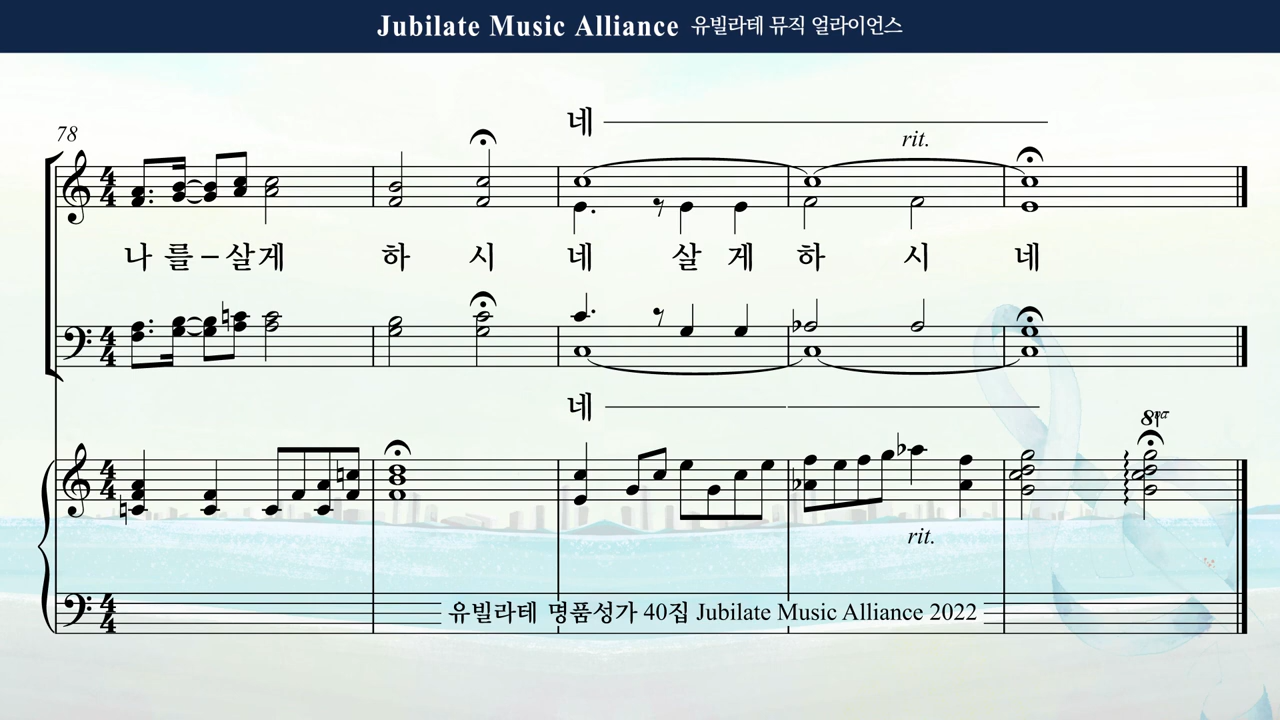 Jubilate Music Alliance 유빌라테 뮤직 얼라이언스
네
78
rit.
나 를 – 살 게 하 시 네 살 게 하 시 네
네
8va
rit.
유빌라테 명품성가 40집 Jubilate Music Alliance 2022